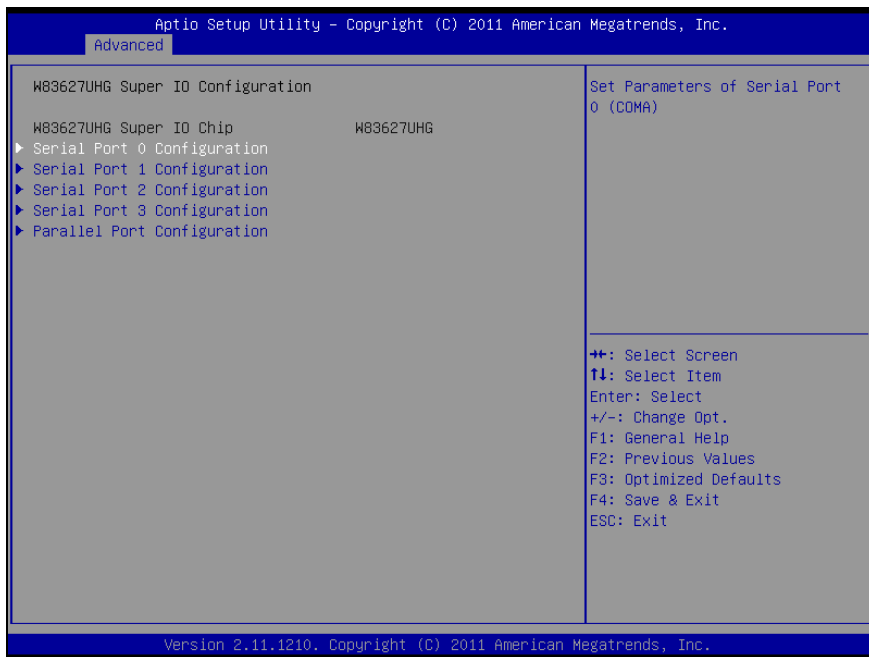 Aptio Setup Utility – Copyright (C) 2011 American Megatrends, Inc.
Advanced
W83627UHG Super IO Configuration
W83627UHG Super IO Chip W83627UHG
Serial Port 0 Configuration
Serial Port 1 Configuration
Serial Port 2 Configuration
Serial Port 3 Configuration
Parallel Port Configuration
Set Parameters of Serial Port
0 (COMA)
→←: Select Screen
↑↓: Select Item
Enter: Select
+/-: Change Opt.
F1: General Help
F2: Previous Values
F3: Optimized Defaults
F4: Save & Exit
ESC: Exit
Version 2.11.1210. Copyright (C) 2011 American Megatrends, Inc.